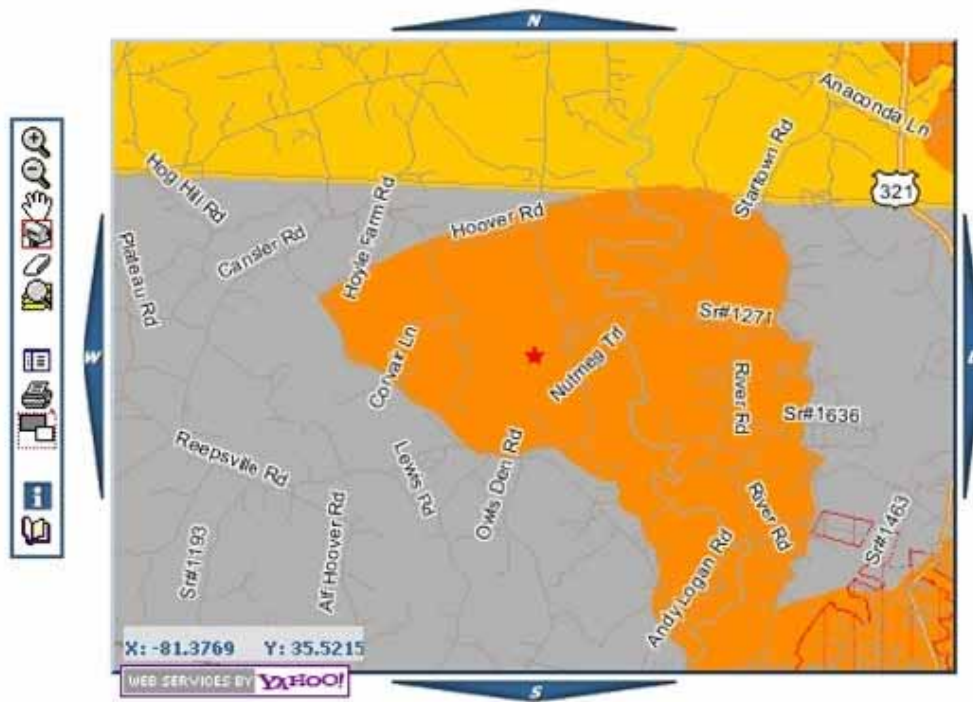 N
Anaconda Ln
Startown Rd
321
Hog Hill Rd
Hoyle Farm Rd
Hoover Rd
Cansler Rd
Plateau Rd
Sr#1271
W
Corvair Ln
Nutmeg Trl
River Rd
Sr#1636
Reepsville Rd
Lewis Rd
Owls Den Rd
River Rd
Sr#1463
Sr#1193
Alf Hoover Rd
Andy Logan Rd
i
X: -81.3769 Y: 35.5215
WEB SERVICES BY YAHOO!
S